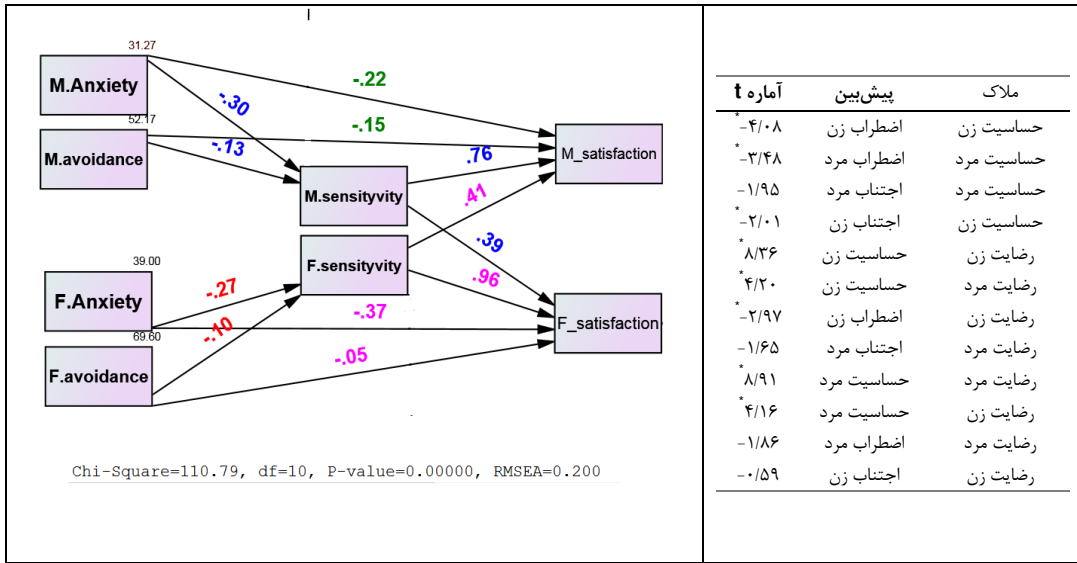 31.27
M.Anxiety
-.22
-.30
52.17
-.15
M.avoidance
-.13
.76
M_satisfaction
M.sensityvity
.41
.39
F.sensityvity
39.00
F.Anxiety
-.27
.96
-.37
F_satisfaction
-.10
69.60
-.05
F.avoidance
Chi-Square=110.79, df=10, P-value=0.00000, RMSEA=0.200
ملاک پیش‌بین آماره t
حساسیت زن اضطراب زن -۴/۰۸*
حساسیت مرد اضطراب مرد -۳/۴۸*
حساسیت مرد اجتناب مرد -۱/۹۵
حساسیت زن اجتناب زن -۲/۰۱*
رضایت زن حساسیت زن ۸/۳۶*
رضایت مرد حساسیت زن ۴/۲۰*
رضایت زن اضطراب زن -۲/۹۷*
رضایت مرد اجتناب مرد -۱/۶۵
رضایت مرد حساسیت مرد ۸/۹۱*
رضایت زن حساسیت مرد ۴/۱۶*
رضایت مرد اضطراب مرد -۱/۸۶
رضایت زن اجتناب زن -۰/۵۹